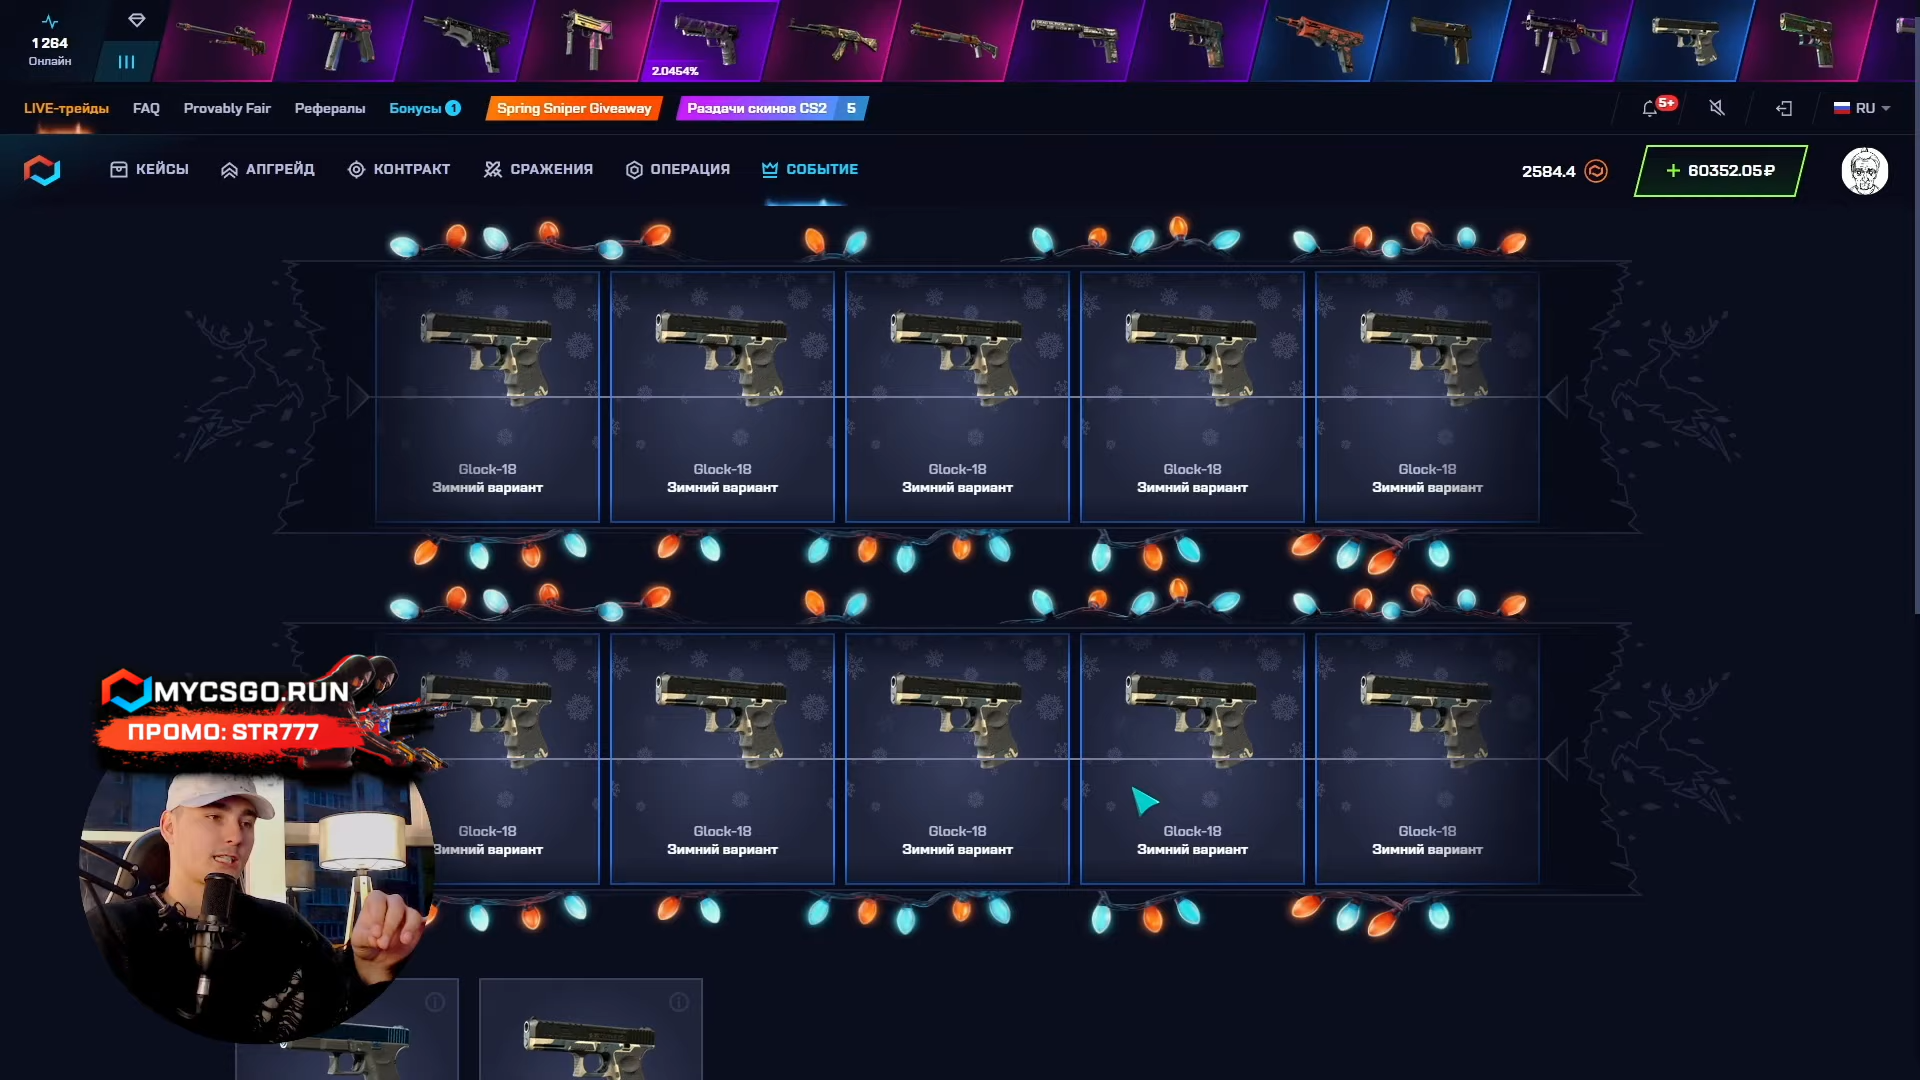 1 264
Онлайн
2.0454%
LIVE-трейды
FAQ
Provably Fair
Рефералы
Бонусы 1
Spring Sniper Giveaway
Раздачи скинов CS2 5
5+
RU
КЕЙСЫ
АПГРЕЙД
КОНТРАКТ
СРАЖЕНИЯ
ОПЕРАЦИЯ
СОБЫТИЕ
2584.4
+ 60352.05₽
Glock-18
Зимний вариант
Glock-18
Зимний вариант
Glock-18
Зимний вариант
Glock-18
Зимний вариант
Glock-18
Зимний вариант
MYCSGO.RUN
ПРОМО: STR777
Glock-18
Зимний вариант
Glock-18
Зимний вариант
Glock-18
Зимний вариант
Glock-18
Зимний вариант
Glock-18
Зимний вариант